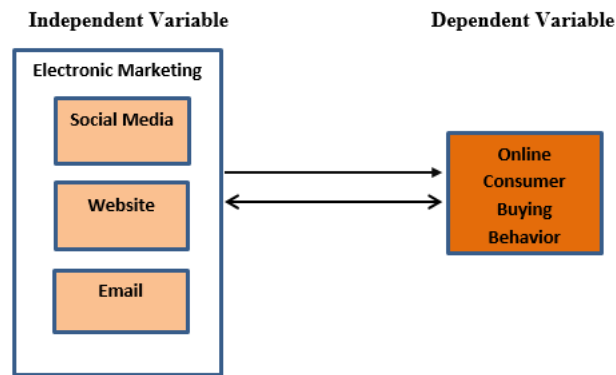 Independent Variable
Dependent Variable
Electronic Marketing
Social Media
Website
Email
Online
Consumer
Buying
Behavior